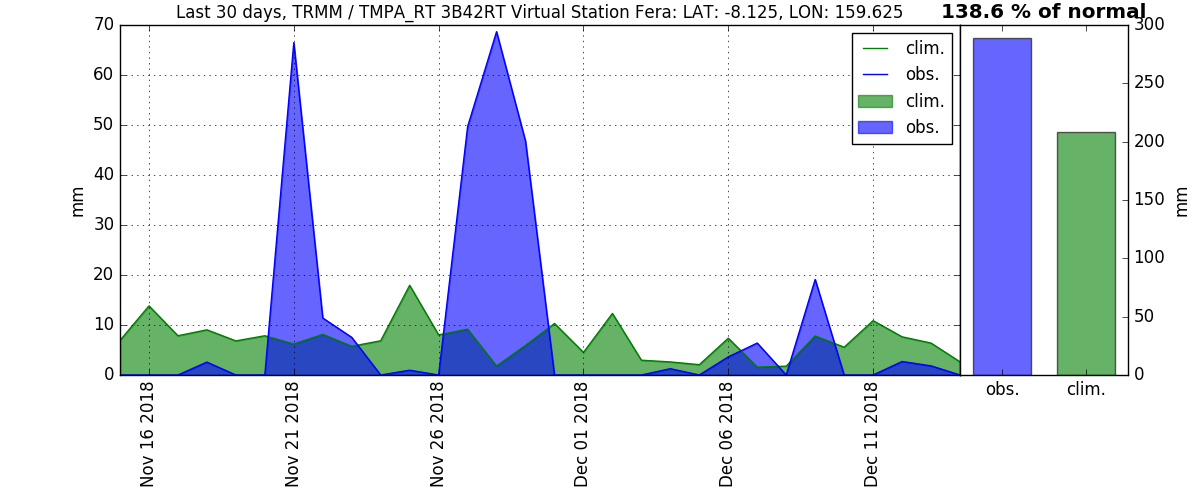 Last 30 days, TRMM / TMPA_RT 3B42RT Virtual Station Fera: LAT: -8.125, LON: 159.625
138.6 % of normal
70
60
50
40
30
20
10
0
mm
clim.
obs.
clim.
obs.
300
250
200
150
100
50
0
mm
Nov 16 2018
Nov 21 2018
Nov 26 2018
Dec 01 2018
Dec 06 2018
Dec 11 2018
obs.
clim.